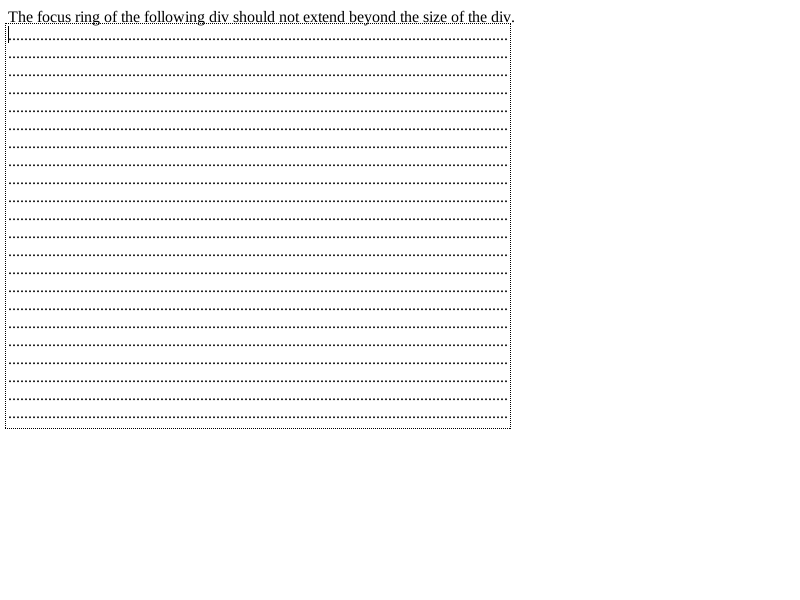 The focus ring of the following div should not extend beyond the size of the div.